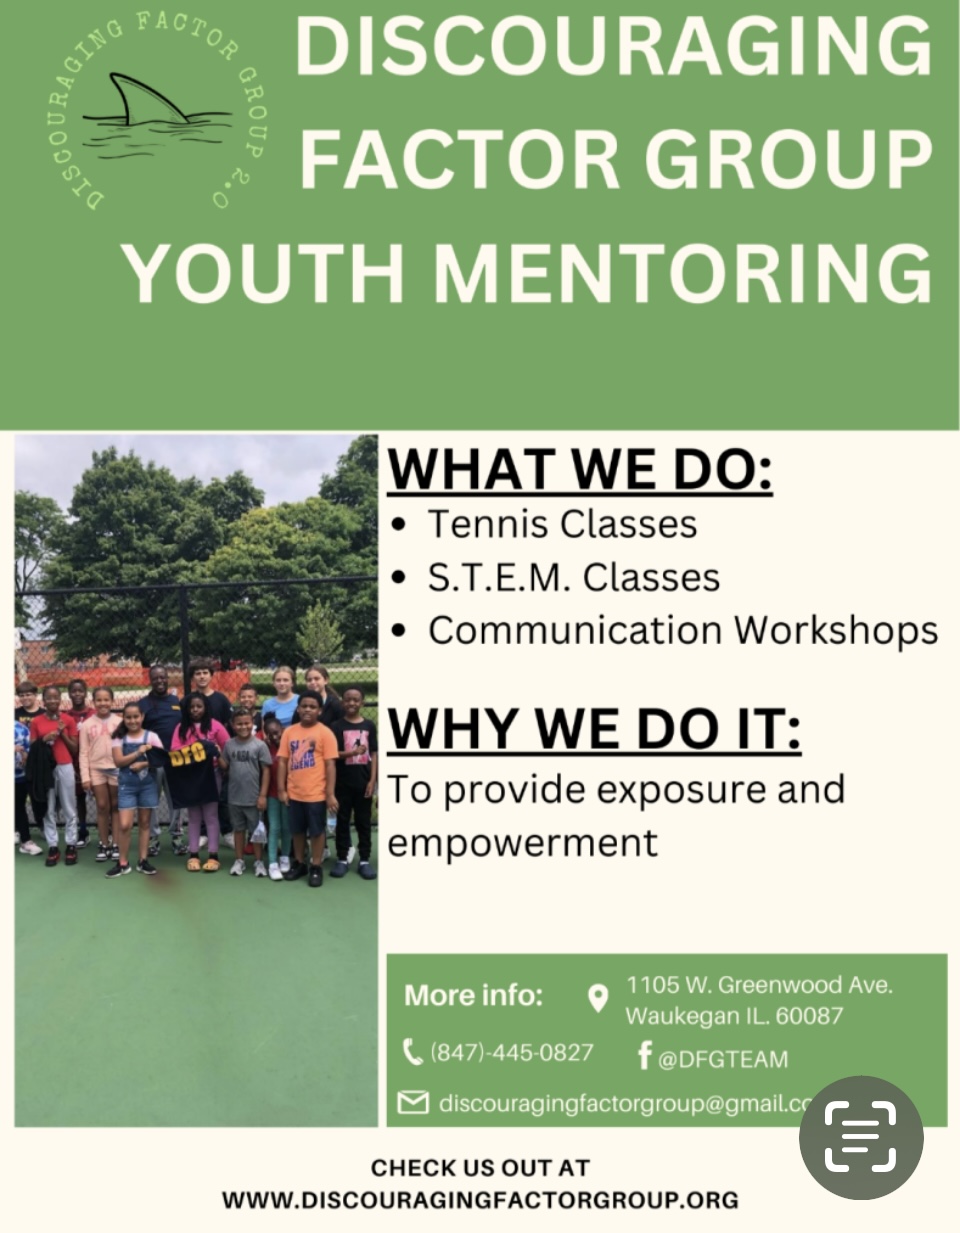 DISCOURAGING FACTOR GROUP 2.0
DISCOURAGING
FACTOR GROUP
YOUTH MENTORING
WHAT WE DO:
• Tennis Classes
• S.T.E.M. Classes
• Communication Workshops
WHY WE DO IT:
To provide exposure and
empowerment
DFG
More info:
1105 W. Greenwood Ave.
Waukegan IL. 60087
(847)-445-0827
@DFGTEAM
discouragingfactorgroup@gmail.co
CHECK US OUT AT
WWW.DISCOURAGINGFACTORGROUP.ORG